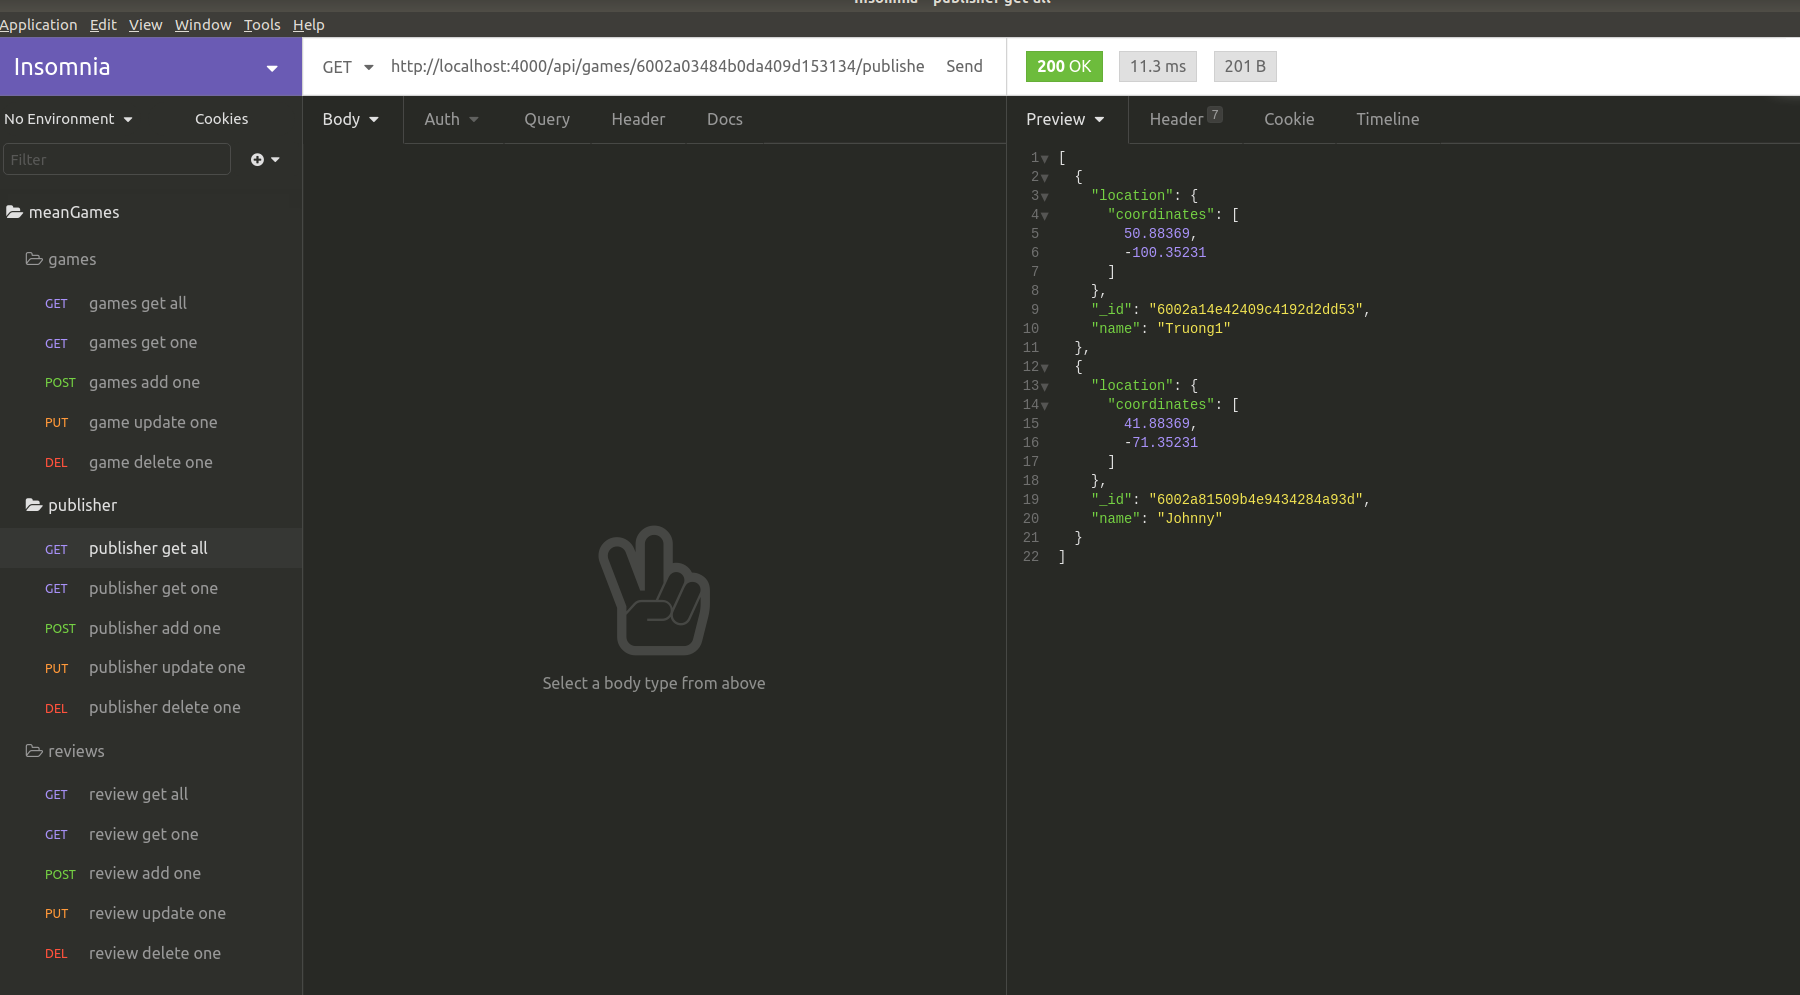 Insomnia - publisher get all
Application Edit View Window Tools Help
Insomnia
GET http://localhost:4000/api/games/6002a03484b0da409d153134/publishe Send
200 OK 11.3 ms 201 B
No Environment Cookies
Body Auth Query Header Docs
Preview Header 7 Cookie Timeline
Filter
meanGames
games
GET games get all
GET games get one
POST games add one
PUT game update one
DEL game delete one
publisher
GET publisher get all
GET publisher get one
POST publisher add one
PUT publisher update one
DEL publisher delete one
reviews
GET review get all
GET review get one
POST review add one
PUT review update one
DEL review delete one
Select a body type from above
1 [
2 {
3 "location": {
4 "coordinates": [
5 50.88369,
6 -100.35231
7 ]
8 },
9 "_id": "6002a14e42409c4192d2dd53",
10 "name": "Truong1"
11 },
12 {
13 "location": {
14 "coordinates": [
15 41.88369,
16 -71.35231
17 ]
18 },
19 "_id": "6002a81509b4e9434284a93d",
20 "name": "Johnny"
21 }
22 ]